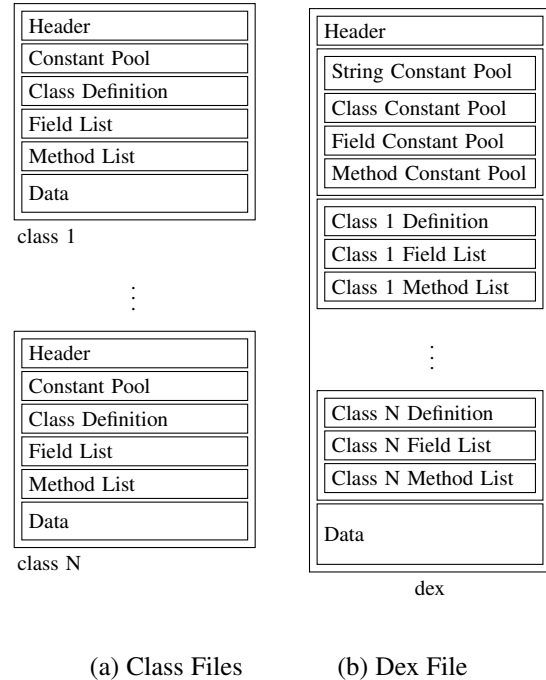 Header
Constant Pool
Class Definition
Field List
Method List
Data
class 1
Header
Constant Pool
Class Definition
Field List
Method List
Data
class N
Header
String Constant Pool
Class Constant Pool
Field Constant Pool
Method Constant Pool
Class 1 Definition
Class 1 Field List
Class 1 Method List
Class N Definition
Class N Field List
Class N Method List
Data
dex
(a) Class Files
(b) Dex File